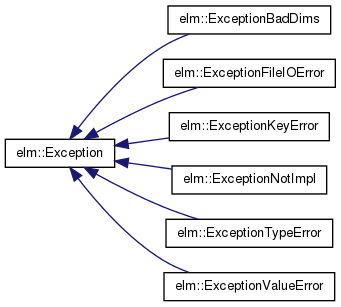 elm::ExceptionBadDims
elm::ExceptionFileIOError
elm::ExceptionKeyError
elm::Exception
elm::ExceptionNotImpl
elm::ExceptionTypeError
elm::ExceptionValueError